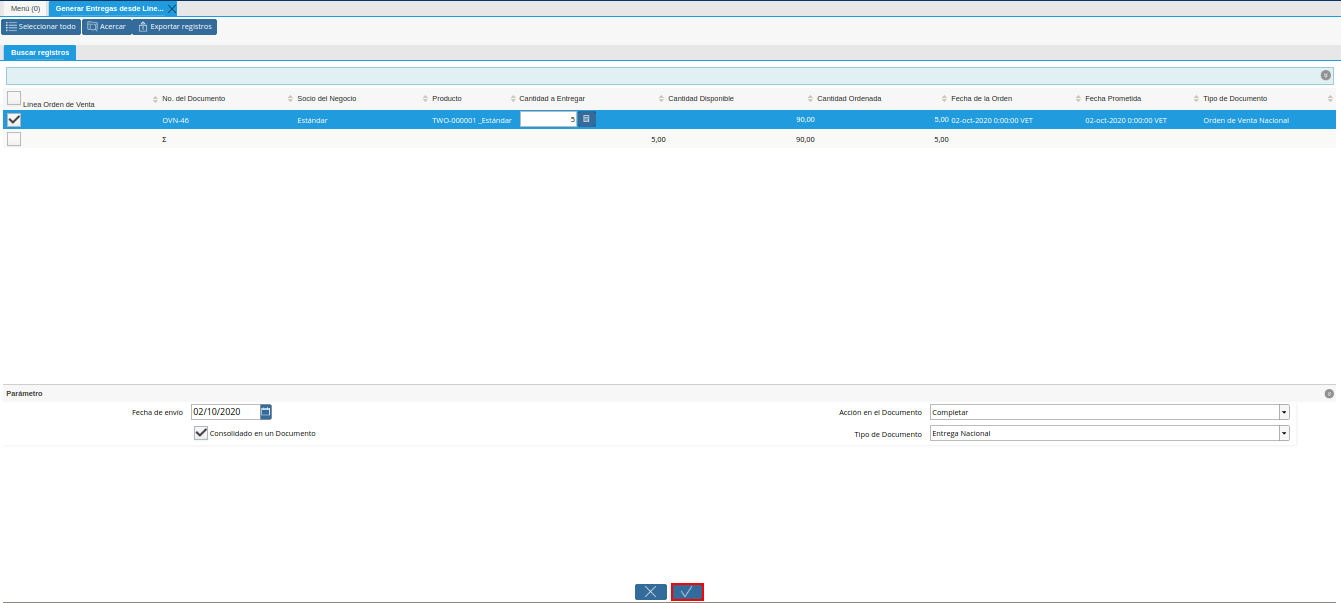 Menú (0) Generar Entregas desde Line...
Seleccionar todo Acercar Exportar registros
Buscar registros
Línea Orden de Venta No. del Documento Socio del Negocio Producto Cantidad a Entregar Cantidad Disponible Cantidad Ordenada Fecha de la Orden Fecha Prometida Tipo de Documento
OVN-46 Estándar TWO-000001 _Estándar 5 90,00 5,00 02-oct-2020 0:00:00 VET 02-oct-2020 0:00:00 VET Orden de Venta Nacional
Σ 5,00 90,00 5,00
Parámetro
Fecha de envío 02/10/2020 Acción en el Documento Completar
Consolidado en un Documento Tipo de Documento Entrega Nacional